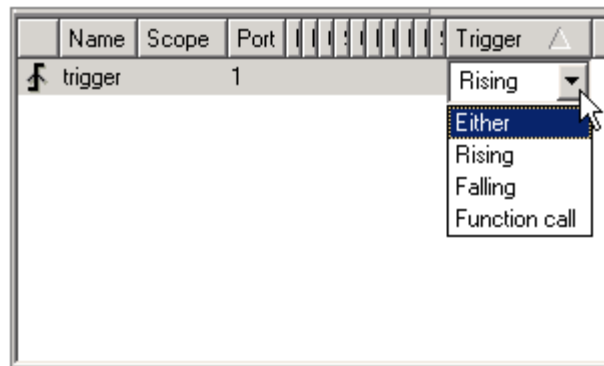 Name Scope Port Trigger
trigger 1 Rising
Either
Rising
Falling
Function call